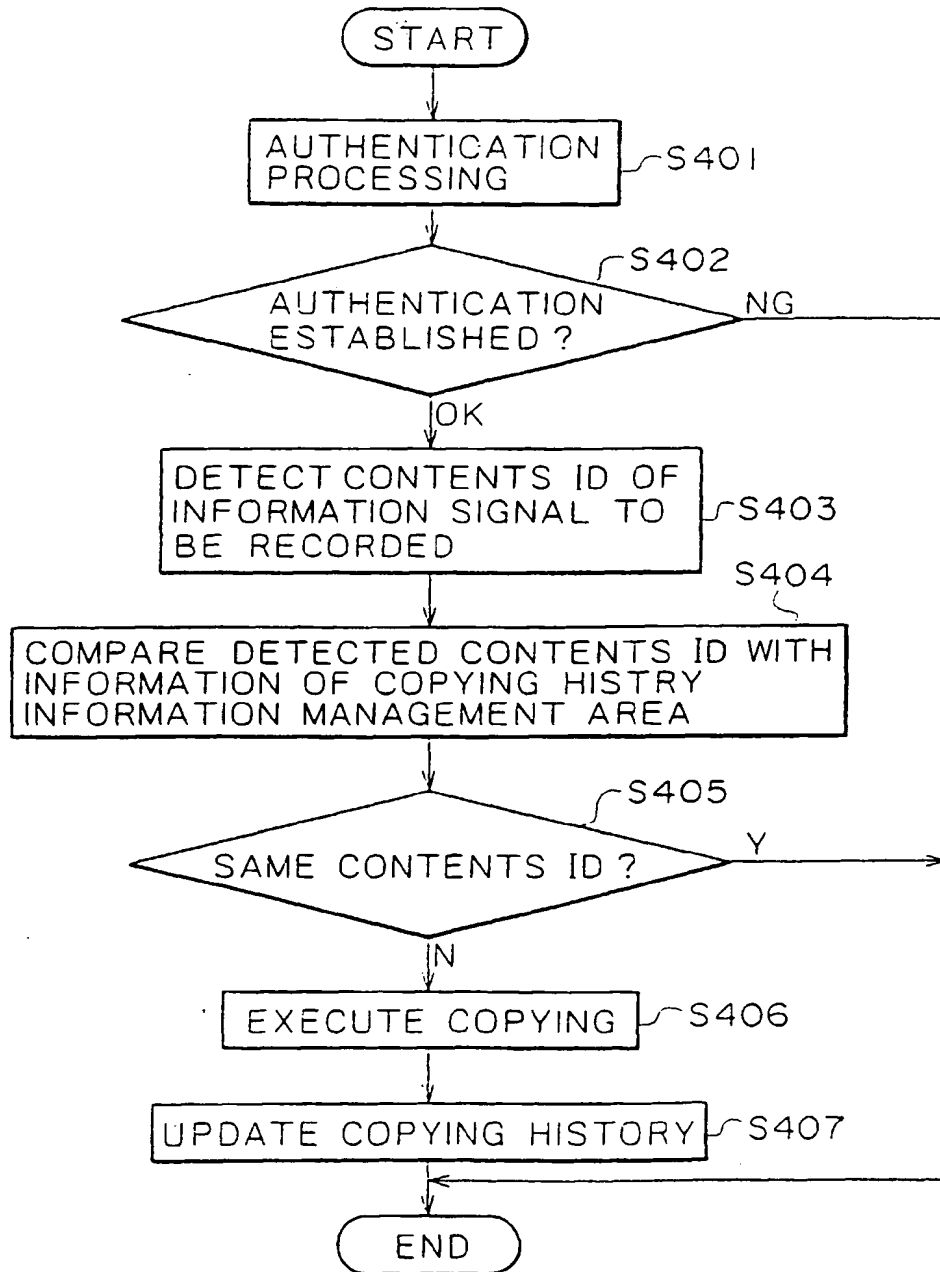 START
AUTHENTICATION
PROCESSING
S401
S402
AUTHENTICATION
ESTABLISHED ?
NG
OK
DETECT CONTENTS ID OF
INFORMATION SIGNAL TO
BE RECORDED
S403
S404
COMPARE DETECTED CONTENTS ID WITH
INFORMATION OF COPYING HISTRY
INFORMATION MANAGEMENT AREA
S405
SAME CONTENTS ID ?
Y
N
EXECUTE COPYING
S406
UPDATE COPYING HISTORY
S407
END